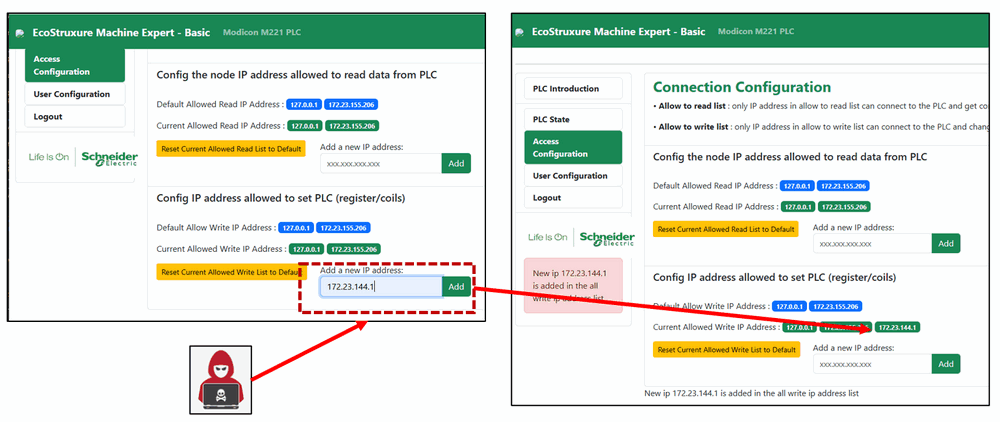 EcoStruxure Machine Expert - Basic Modicon M221 PLC
Access
Configuration
User Configuration
Logout
Life Is On Schneider Electric
Config the node IP address allowed to read data from PLC
Default Allowed Read IP Address : 127.0.0.1 172.23.155.206
Current Allowed Read IP Address : 127.0.0.1 172.23.155.206
Reset Current Allowed Read List to Default
Add a new IP address:
xxx.xxx.xxx.xxx Add
Config IP address allowed to set PLC (register/coils)
Default Allow Write IP Address : 127.0.0.1 172.23.155.206
Current Allowed Write IP Address : 127.0.0.1 172.23.155.206
Reset Current Allowed Write List to Default
Add a new IP address:
172.23.144.1 Add
EcoStruxure Machine Expert - Basic Modicon M221 PLC
PLC Introduction
PLC State
Access
Configuration
User Configuration
Logout
Life Is On Schneider Electric
New ip 172.23.144.1
is added in the all
write ip address list
Connection Configuration
• Allow to read list : only IP address in allow to read list can connect to the PLC and get co
• Allow to write list : only IP address in allow to write list can connect to the PLC and chang
Config the node IP address allowed to read data from PLC
Default Allowed Read IP Address : 127.0.0.1 172.23.155.206
Current Allowed Read IP Address : 127.0.0.1 172.23.155.206
Reset Current Allowed Read List to Default
Add a new IP address:
xxx.xxx.xxx.xxx Add
Config IP address allowed to set PLC (register/coils)
Default Allow Write IP Address : 127.0.0.1 172.23.155.206
Current Allowed Write IP Address : 127.0.0.1 172.23.144.1
Reset Current Allowed Write List to Default
Add a new IP address:
xxx.xxx.xxx.xxx Add
New ip 172.23.144.1 is added in the all write ip address list